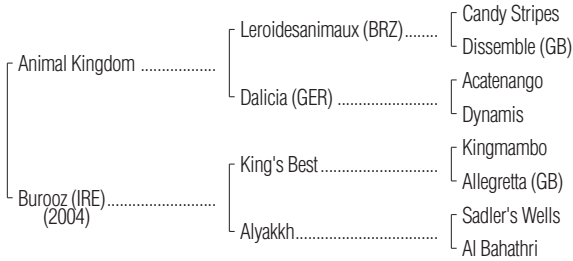 Candy Stripes
Leroidesanimaux (BRZ)........
Dissemble (GB)
Animal Kingdom ..................
Acatenango
Dalicia (GER) ........................
Dynamis
Kingmambo
King's Best............................
Allegretta (GB)
Burooz (IRE)..........................
(2004)
Sadler's Wells
Alyakkh..................................
Al Bahathri